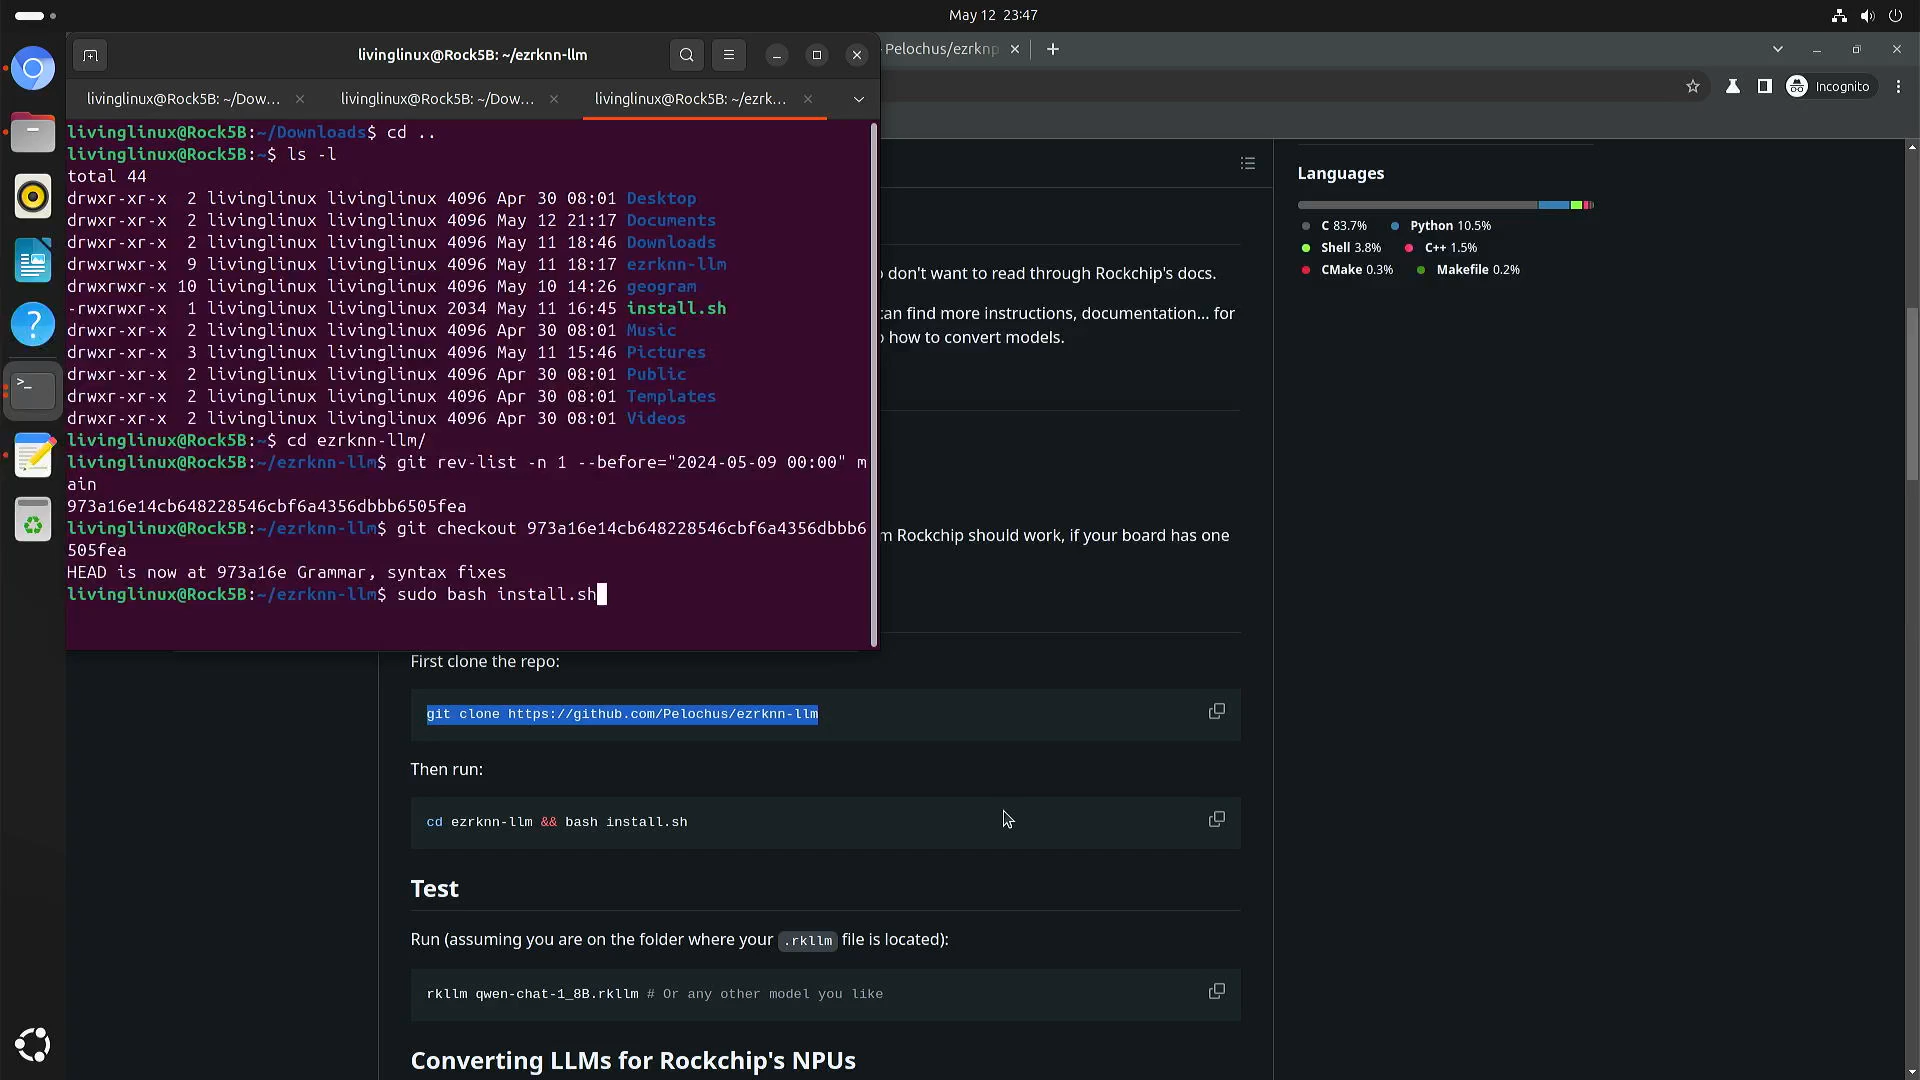 May 12 23:47
livinglinux@Rock5B: ~/ezrknn-llm
livinglinux@Rock5B: ~/Dow...
livinglinux@Rock5B: ~/Dow...
livinglinux@Rock5B: ~/ezrk...
Pelochus/ezrknp
Incognito
livinglinux@Rock5B:~/Downloads$ cd ..
livinglinux@Rock5B:~$ ls -l
total 44
drwxr-xr-x  2 livinglinux livinglinux 4096 Apr 30 08:01 Desktop
drwxr-xr-x  2 livinglinux livinglinux 4096 May 12 21:17 Documents
drwxr-xr-x  2 livinglinux livinglinux 4096 May 11 18:46 Downloads
drwxrwxr-x  9 livinglinux livinglinux 4096 May 11 18:17 ezrknn-llm
drwxrwxr-x 10 livinglinux livinglinux 4096 May 10 14:26 geogram
-rwxrwxr-x  1 livinglinux livinglinux 2034 May 11 16:45 install.sh
drwxr-xr-x  2 livinglinux livinglinux 4096 Apr 30 08:01 Music
drwxr-xr-x  3 livinglinux livinglinux 4096 May 11 15:46 Pictures
drwxr-xr-x  2 livinglinux livinglinux 4096 Apr 30 08:01 Public
drwxr-xr-x  2 livinglinux livinglinux 4096 Apr 30 08:01 Templates
drwxr-xr-x  2 livinglinux livinglinux 4096 Apr 30 08:01 Videos
livinglinux@Rock5B:~$ cd ezrknn-llm/
livinglinux@Rock5B:~/ezrknn-llm$ git rev-list -n 1 --before="2024-05-09 00:00" m
ain
973a16e14cb648228546cbf6a4356dbbb6505fea
livinglinux@Rock5B:~/ezrknn-llm$ git checkout 973a16e14cb648228546cbf6a4356dbbb6
505fea
HEAD is now at 973a16e Grammar, syntax fixes
livinglinux@Rock5B:~/ezrknn-llm$ sudo bash install.sh
don't want to read through Rockchip's docs.
can find more instructions, documentation... for
how to convert models.
m Rockchip should work, if your board has one
First clone the repo:
git clone https://github.com/Pelochus/ezrknn-llm
Then run:
cd ezrknn-llm && bash install.sh
Test
Run (assuming you are on the folder where your .rkllm file is located):
rkllm qwen-chat-1_8B.rkllm # Or any other model you like
Converting LLMs for Rockchip's NPUs
Languages
C 83.7% Python 10.5%
Shell 3.8% C++ 1.5%
CMake 0.3% Makefile 0.2%